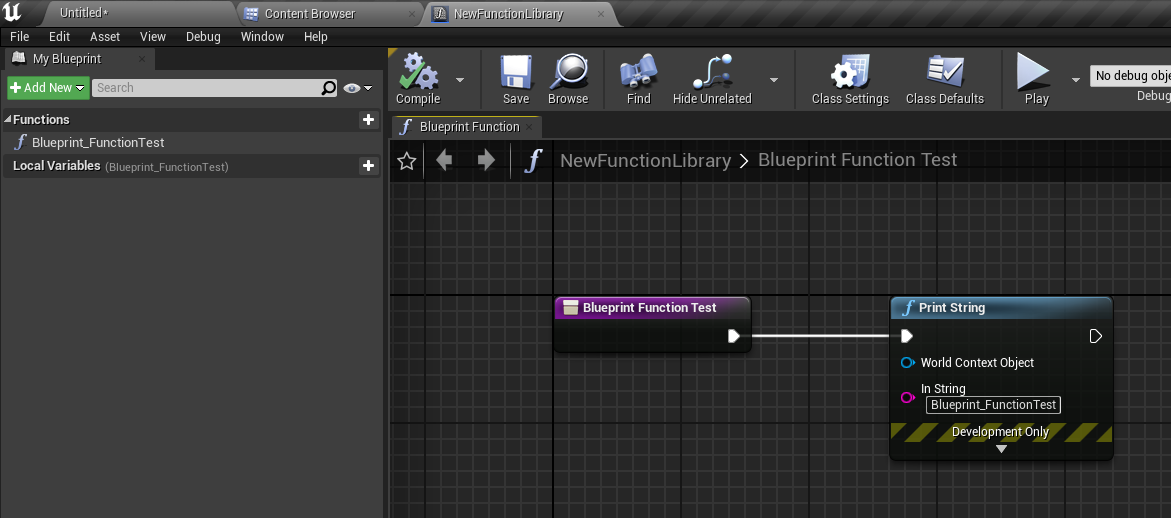 Untitled*
Content Browser
NewFunctionLibrary
File Edit Asset View Debug Window Help
My Blueprint
Add New
Search
Functions
Blueprint_FunctionTest
Local Variables (Blueprint_FunctionTest)
Compile
Save
Browse
Find
Hide Unrelated
Class Settings
Class Defaults
Play
No debug obje
Debug
Blueprint Function
NewFunctionLibrary > Blueprint Function Test
Blueprint Function Test
Print String
World Context Object
In String
Blueprint_FunctionTest
Development Only